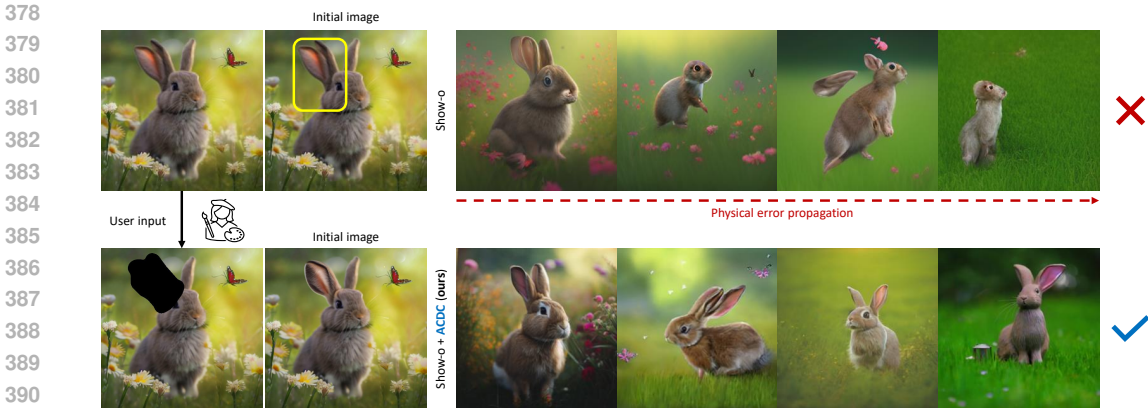 378
Initial image
379
380
381
Show-o
382
383
384
Physical error propagation
User input
385
Initial image
386
387
388
Show-o + ACDC (ours)
389
390